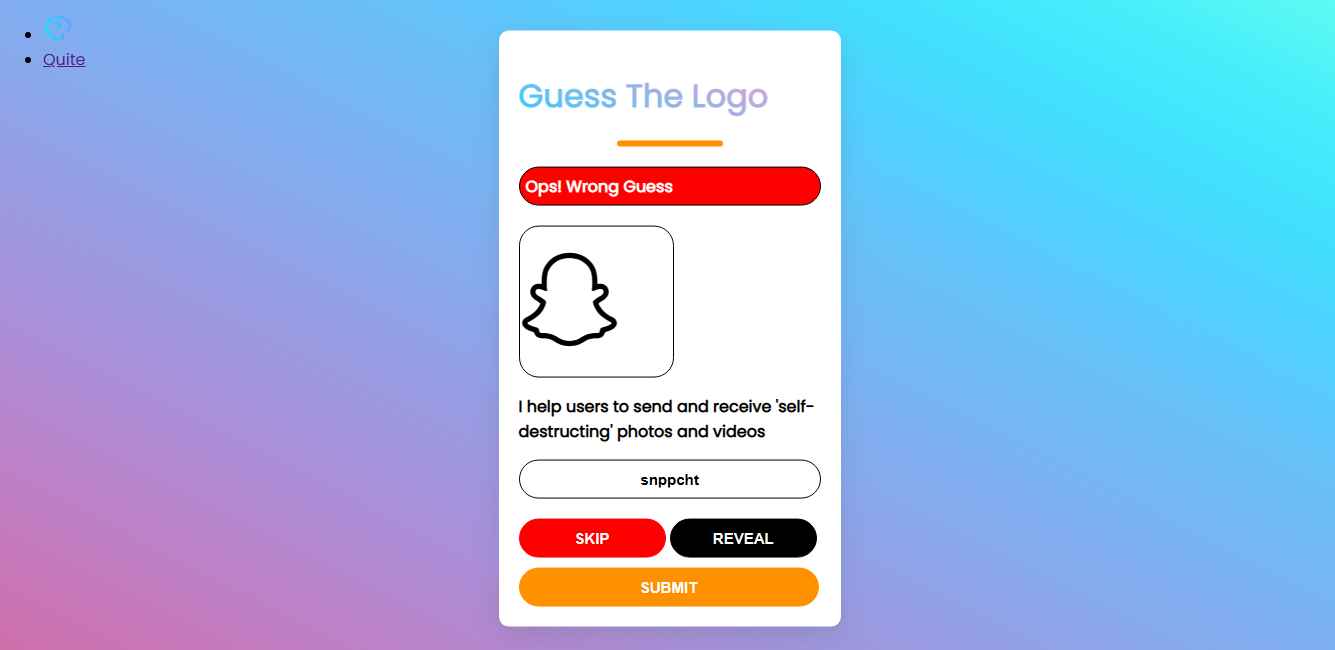 Quite
Guess The Logo
Ops! Wrong Guess
I help users to send and receive 'self-
destructing' photos and videos
snppcht
SKIP REVEAL
SUBMIT